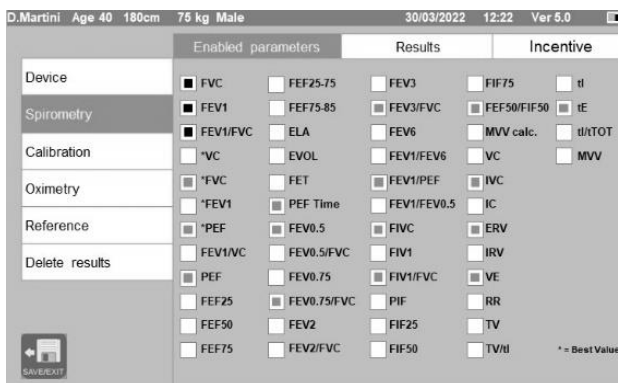 D.Martini Age 40 180cm 75 kg Male 30/03/2022 12:22 Ver 5.0
Enabled parameters Results Incentive
Device
Spirometry
Calibration
Oximetry
Reference
Delete results
FVC FEF25-75 FEV3 FIF75 tI
FEV1 FEF75-85 FEV3/FVC FEF50/FIF50 tE
FEV1/FVC ELA FEV6 MVV calc. tI/tTOT
*VC EVOL FEV1/FEV6 VC MVV
*FVC FET FEV1/PEF IVC
*FEV1 PEF Time FEV1/FEV0.5 IC
*PEF FEV0.5 FIVC ERV
FEV1/VC FEV0.5/FVC FIV1 IRV
PEF FEV0.75 FIV1/FVC VE
FEF25 FEV0.75/FVC PIF RR
FEF50 FEV2 FIF25 TV
FEF75 FEV2/FVC FIF50 TV/tI * = Best Value
SAVE/EXIT